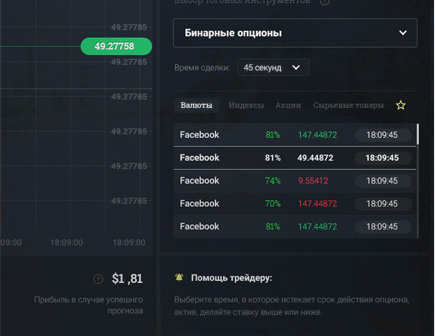 Выбор готовых инструментов
Бинарные опционы
Время сделки: 45 секунд
Валюты Индексы Акции Сырьевые товары
Facebook 81% 147.44872 18:09:45
Facebook 81% 49.44872 18:09:45
Facebook 74% 9.55412 18:09:45
Facebook 70% 147.44872 18:09:45
Facebook 81% 147.44872 18:09:45
49.27785
49.27758
49.27785
49.27785
49.27785
49.27785
49.27785
09:00 18:09:00 18:09:00
$1 ,81
Прибыль в случае успешного
прогноза
Помощь трейдеру:
Выберите время, в которое истекает срок действия опциона,
актив, делайте ставку выше или ниже.